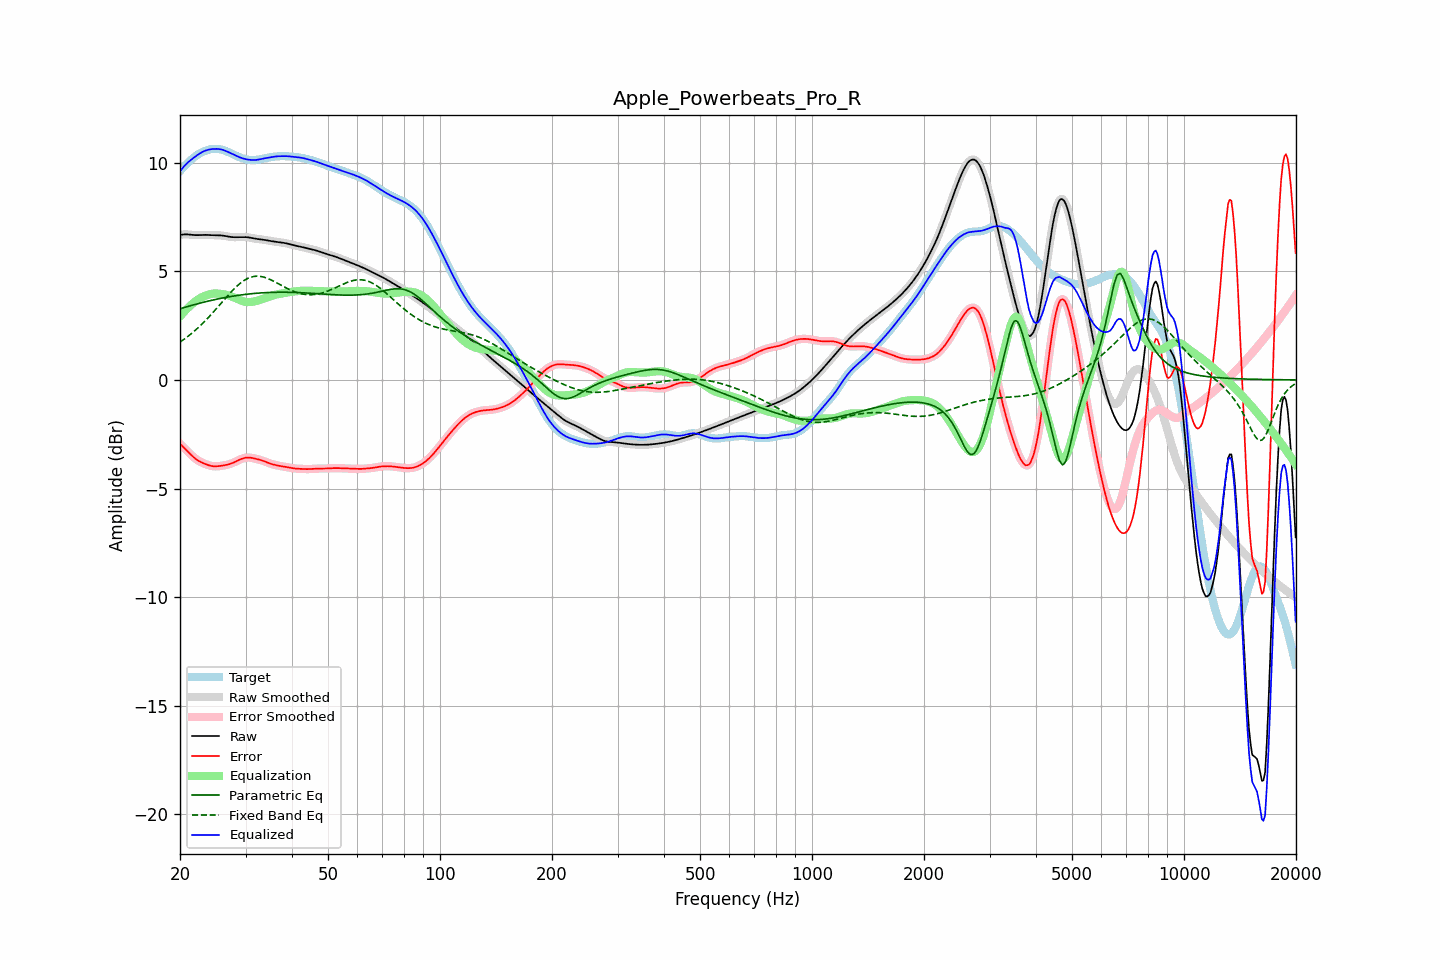 Apple_Powerbeats_Pro_R
Amplitude (dBr)
10
5
0
−5
−10
−15
−20
Target
Raw Smoothed
Error Smoothed
Raw
Error
Equalization
Parametric Eq
Fixed Band Eq
Equalized
20 50 100 200 500 1000 2000 5000 10000 20000
Frequency (Hz)